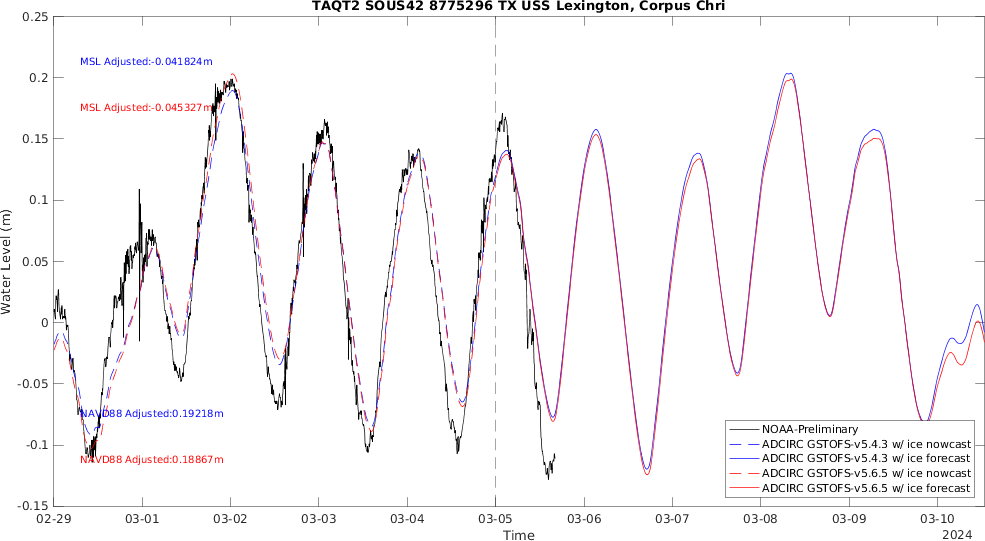 TAQT2 SOUS42 8775296 TX USS Lexington, Corpus Chri
0.25
MSL Adjusted:-0.041824m
0.2
MSL Adjusted:-0.045327m
0.15
0.1
0.05
Water Level (m)
0
-0.05
NAVD88 Adjusted:0.19218m
-0.1
NAVD88 Adjusted:0.18867m
-0.15
NOAA-Preliminary
ADCIRC GSTOFS-v5.4.3 w/ ice nowcast
ADCIRC GSTOFS-v5.4.3 w/ ice forecast
ADCIRC GSTOFS-v5.6.5 w/ ice nowcast
ADCIRC GSTOFS-v5.6.5 w/ ice forecast
02-29 03-01 03-02 03-03 03-04 03-05 03-06 03-07 03-08 03-09 03-10
Time
2024